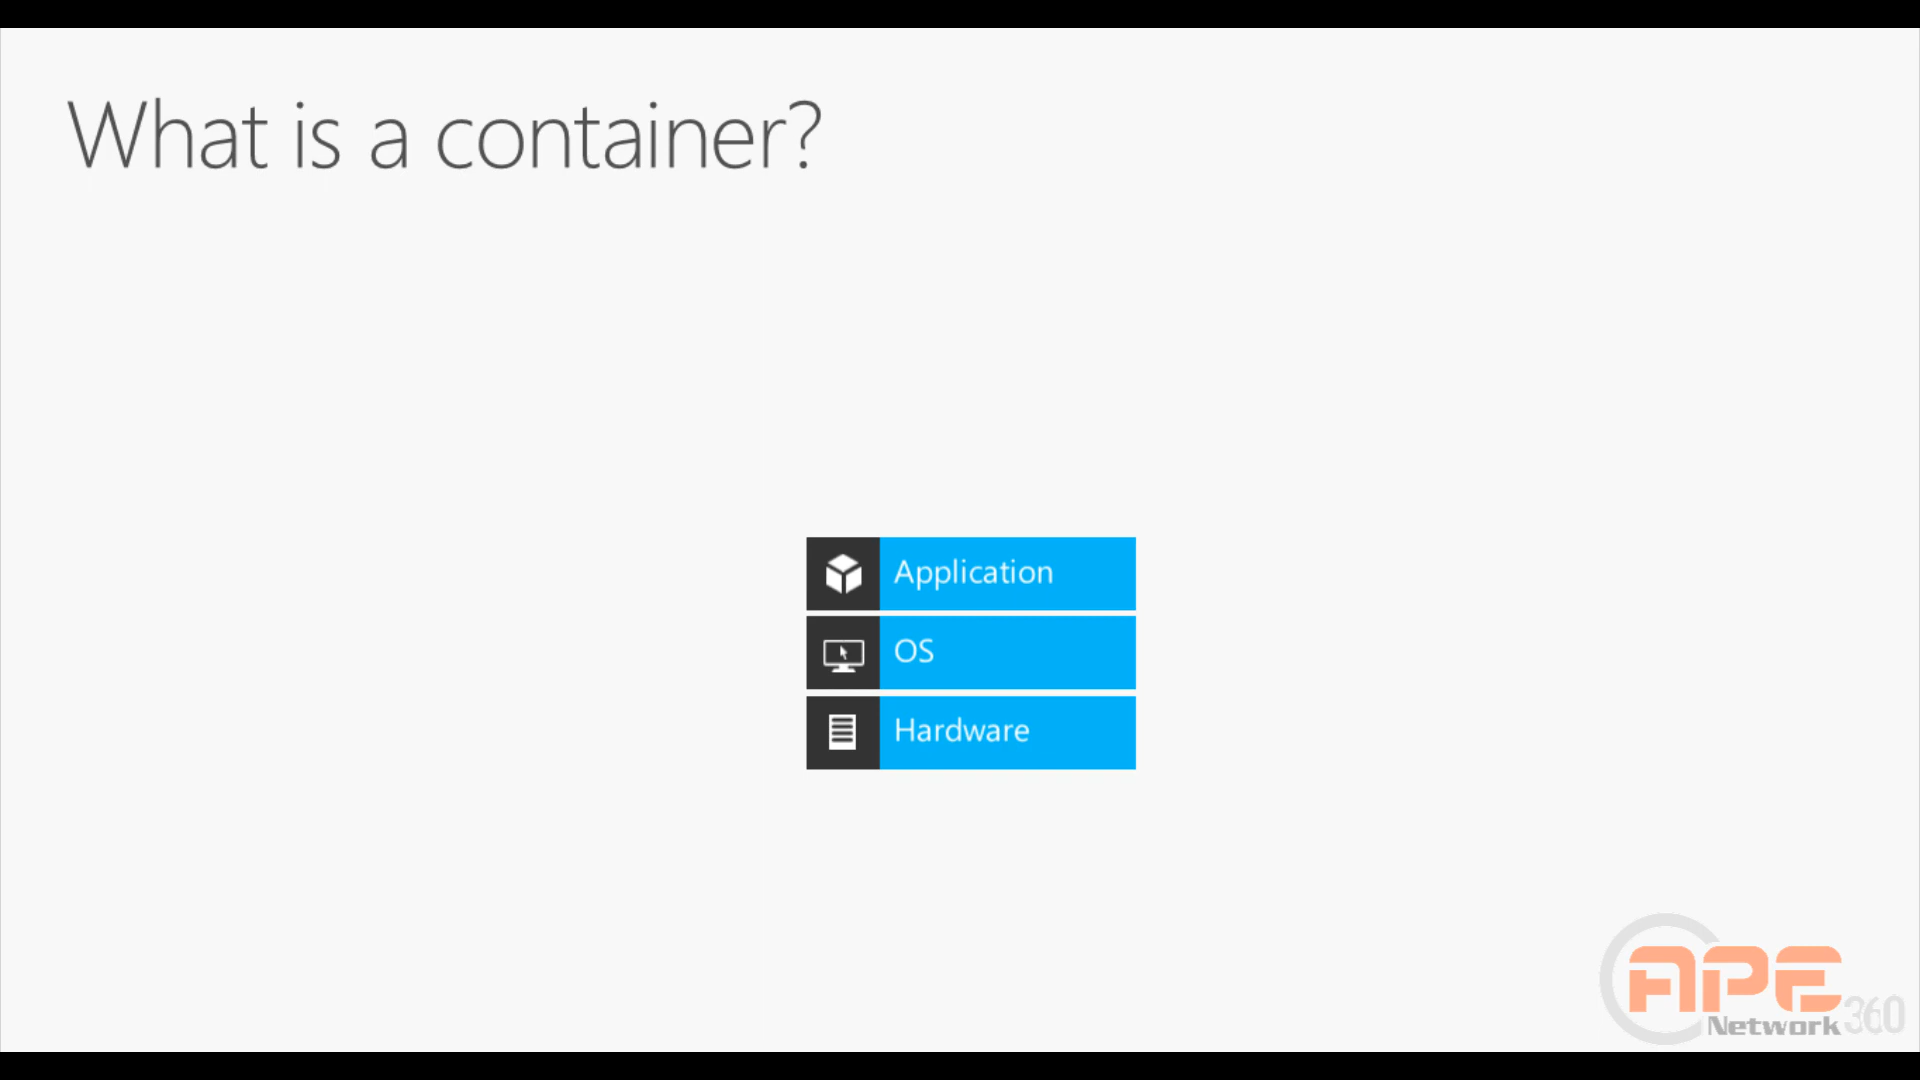 What is a container?
Application
OS
Hardware
APE
Network 360